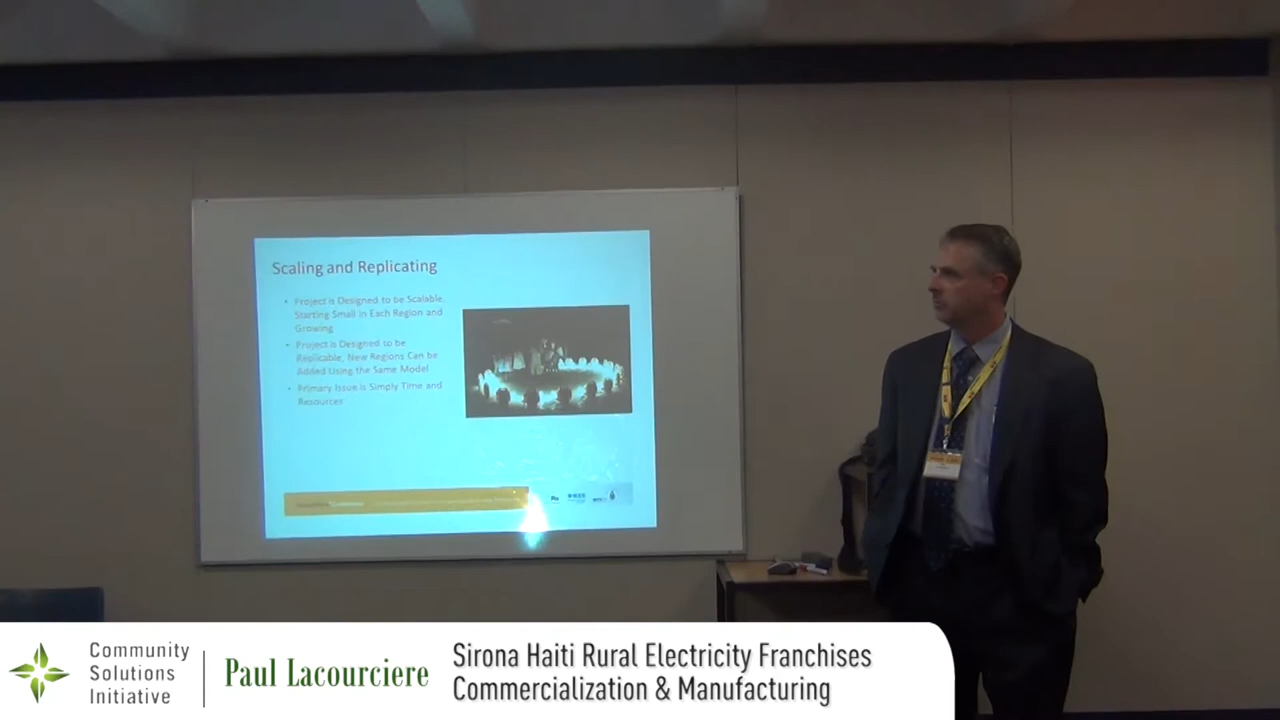 Scaling and Replicating
• Project is Designed to be Scalable,
Starting Small in Each Region and
Growing
• Project is Designed to be
Replicable, New Regions Can be
Added Using the Same Model
• Primary Issue is Simply Time and
Resources
IEEE
Community
Solutions
Initiative
Paul Lacourciere
Sirona Haiti Rural Electricity Franchises
Commercialization & Manufacturing